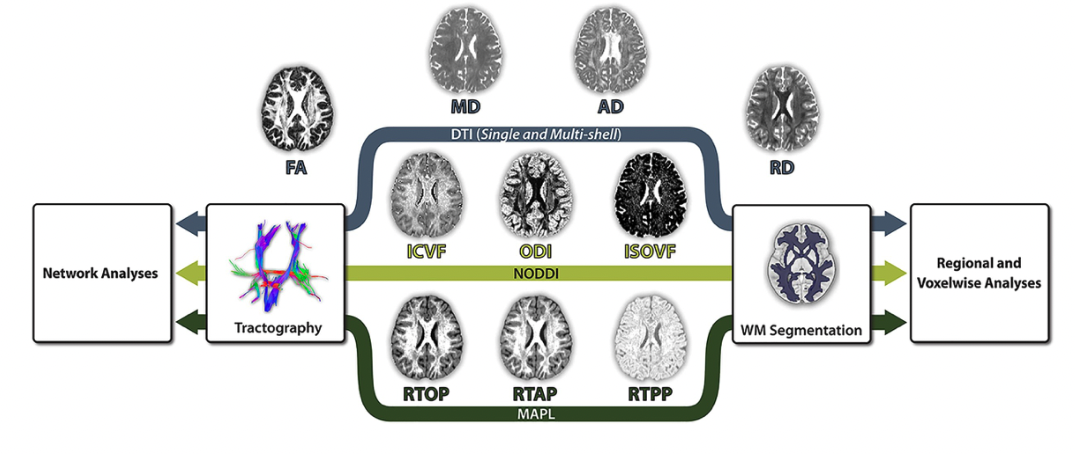 MD
AD
DTI (Single and Multi-shell)
FA
RD
ICVF
ODI
ISOVF
NODDI
Network Analyses
Tractography
WM Segmentation
Regional and
Voxelwise Analyses
RTOP
RTAP
RTPP
MAPL